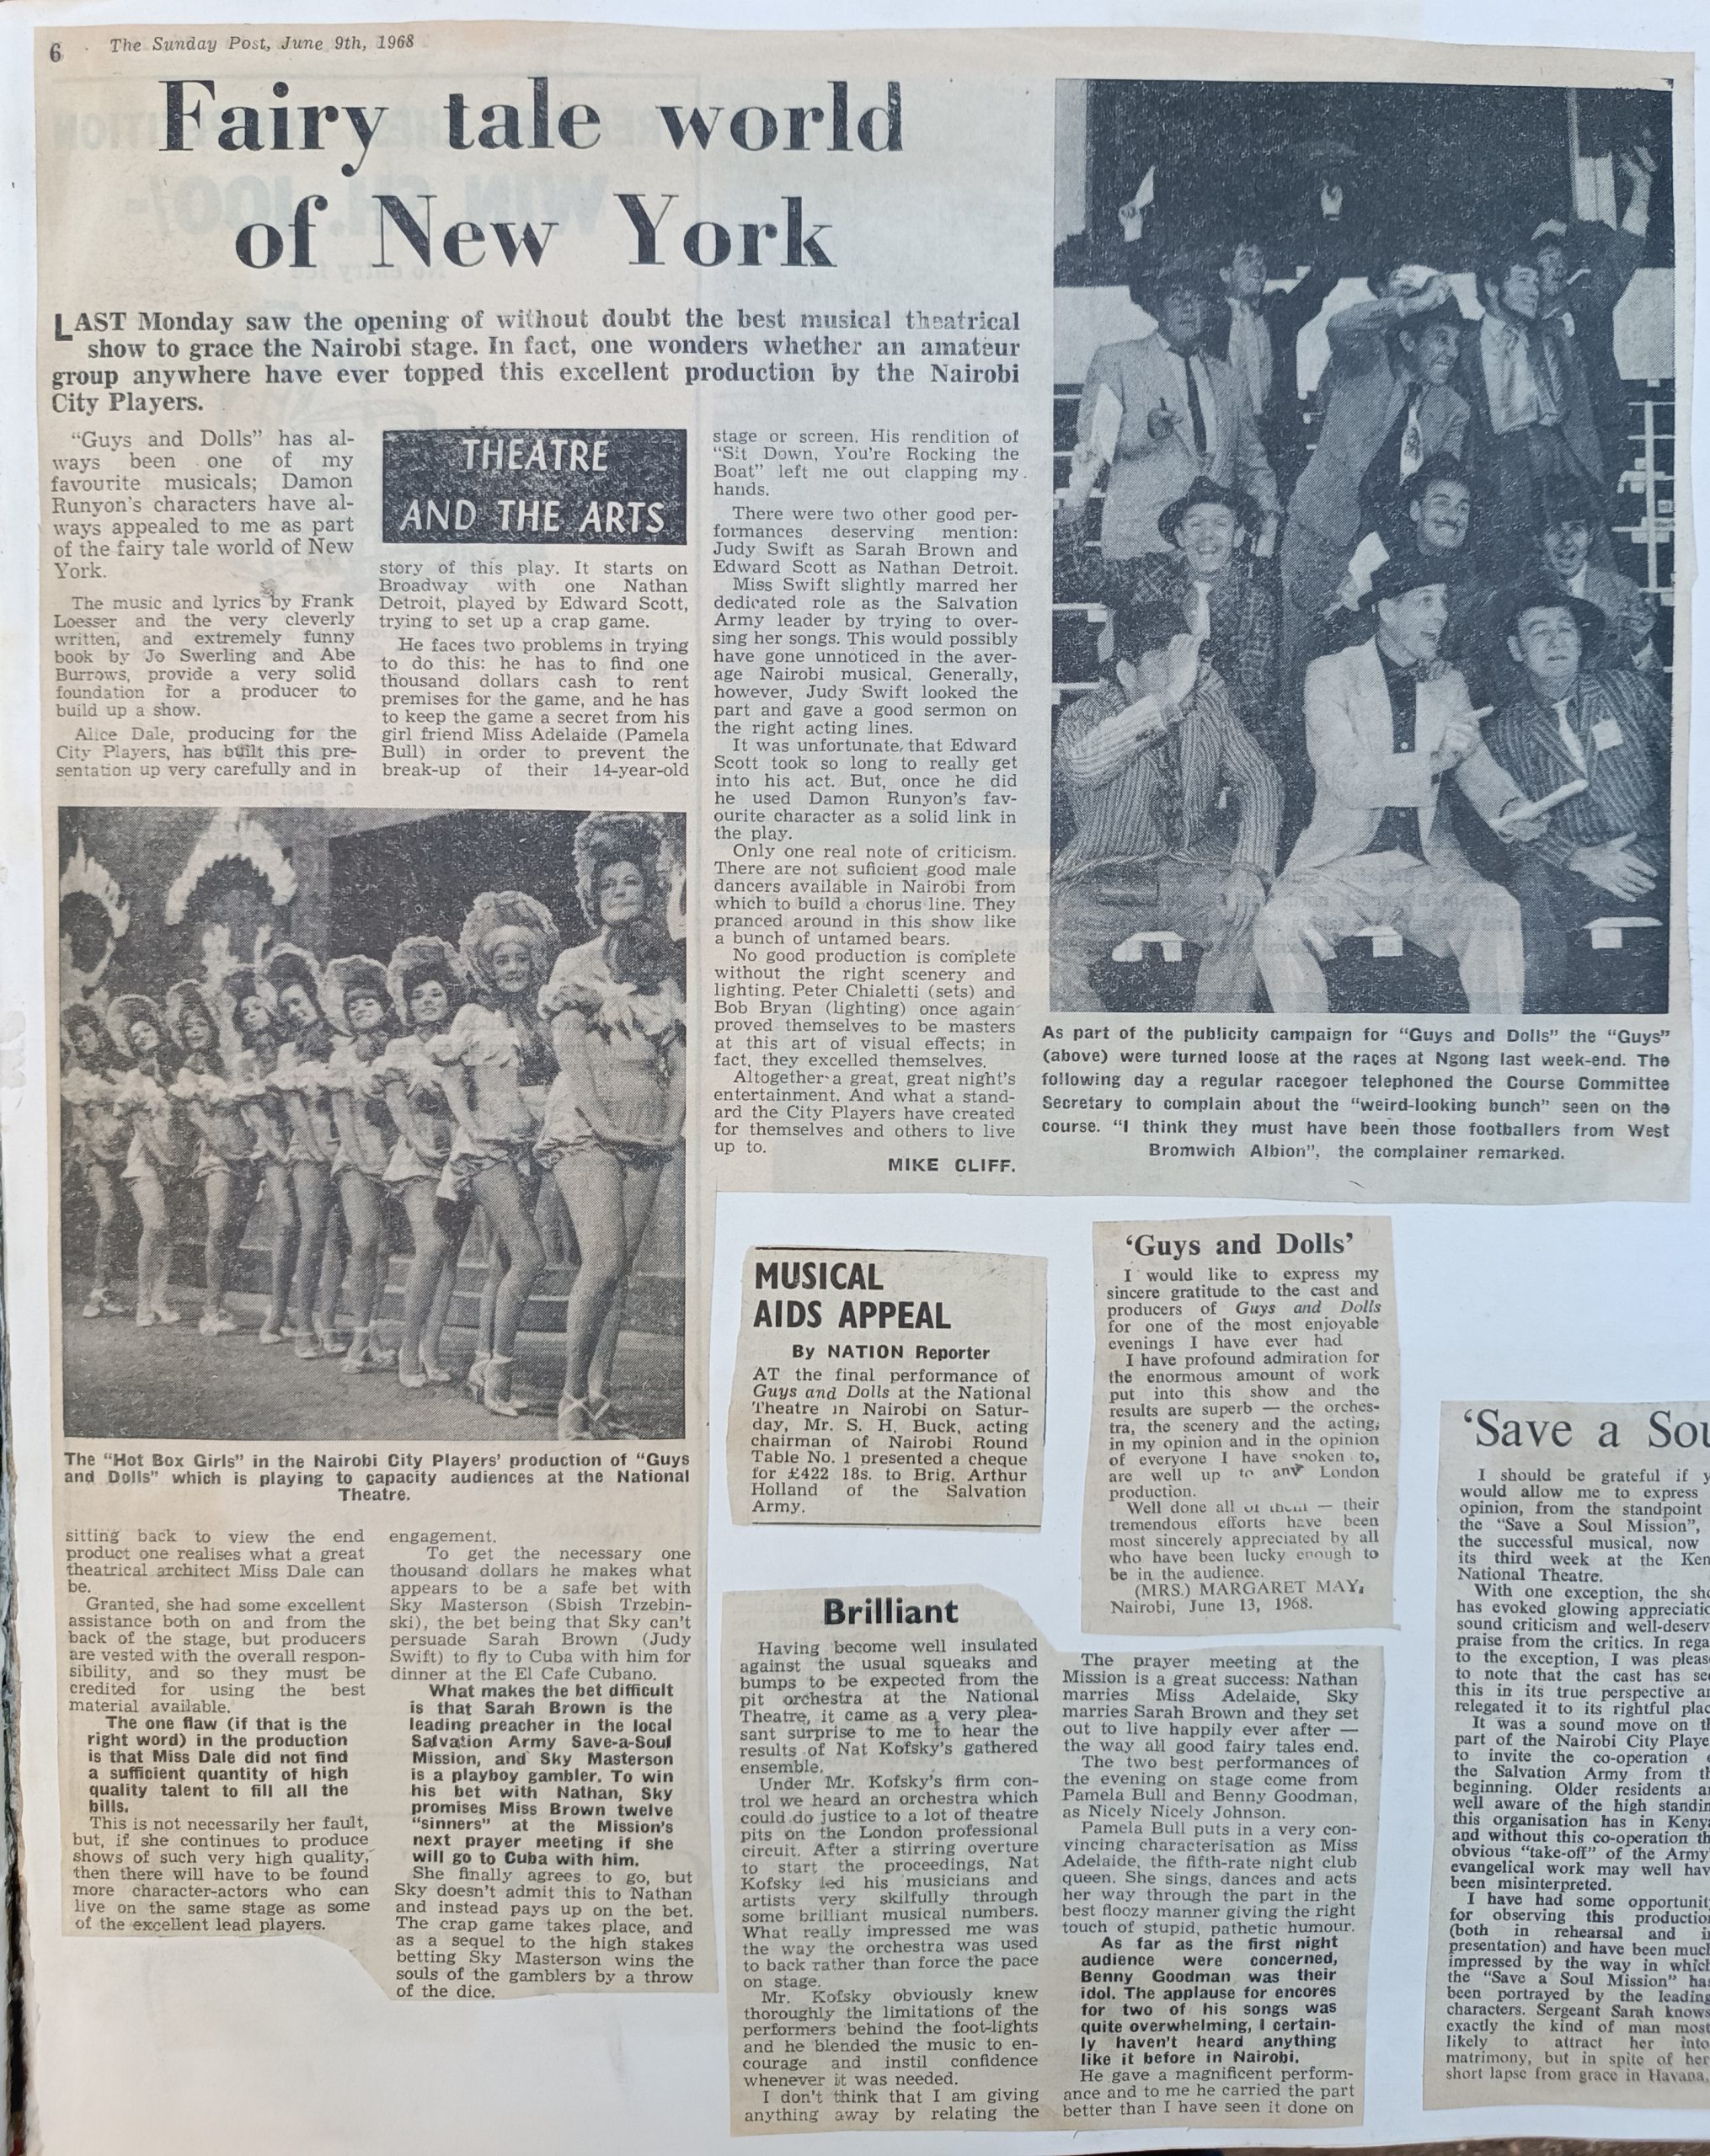 6 The Sunday Post, June 9th, 1968
Fairy tale world
of New York
LAST Monday saw the opening of without doubt the best musical theatrical
show to grace the Nairobi stage. In fact, one wonders whether an amateur
group anywhere have ever topped this excellent production by the Nairobi
City Players.
"Guys and Dolls" has al-
ways been one of my
favourite musicals; Damon
Runyon's characters have al-
ways appealed to me as part
of the fairy tale world of New
York.
The music and lyrics by Frank
Loesser and the very cleverly
written, and extremely funny
book by Jo Swerling and Abe
Burrows, provide a very solid
foundation for a producer to
build up a show.
Alice Dale, producing for the
City Players, has built this pre-
sentation up very carefully and in
The "Hot Box Girls" in the Nairobi City Players' production of "Guys
and Dolls" which is playing to capacity audiences at the National
Theatre.
sitting back to view the end
product one realises what a great
theatrical architect Miss Dale can
be.
Granted, she had some excellent
assistance both on and from the
back of the stage, but producers
are vested with the overall respon-
sibility, and so they must be
credited for using the best
material available.
The one flaw (if that is the
right word) in the production
is that Miss Dale did not find
a sufficient quantity of high
quality talent to fill all the
bills.
This is not necessarily her fault,
but, if she continues to produce
shows of such very high quality,
then there will have to be found
more character-actors who can
live on the same stage as some
of the excellent lead players.
THEATRE
AND THE ARTS
story of this play. It starts on
Broadway with one Nathan
Detroit, played by Edward Scott,
trying to set up a crap game.
He faces two problems in trying
to do this: he has to find one
thousand dollars cash to rent
premises for the game, and he has
to keep the game a secret from his
girl friend Miss Adelaide (Pamela
Bull) in order to prevent the
break-up of their 14-year-old
engagement.
To get the necessary one
thousand dollars he makes what
appears to be a safe bet with
Sky Masterson (Sbish Trzebin-
ski), the bet being that Sky can't
persuade Sarah Brown (Judy
Swift) to fly to Cuba with him for
dinner at the El Cafe Cubano.
What makes the bet difficult
is that Sarah Brown is the
leading preacher in the local
Salvation Army Save-a-Soul
Mission, and Sky Masterson
is a playboy gambler. To win
his bet with Nathan, Sky
promises Miss Brown twelve
"sinners" at the Mission's
next prayer meeting if she
will go to Cuba with him.
She finally agrees to go, but
Sky doesn't admit this to Nathan
and instead pays up on the bet.
The crap game takes place, and
as a sequel to the high stakes
betting Sky Masterson wins the
souls of the gamblers by a throw
of the dice.
stage or screen. His rendition of
"Sit Down, You're Rocking the
Boat" left me out clapping my
hands.
There were two other good per-
formances deserving mention:
Judy Swift as Sarah Brown and
Edward Scott as Nathan Detroit.
Miss Swift slightly marred her
dedicated role as the Salvation
Army leader by trying to over-
sing her songs. This would possibly
have gone unnoticed in the aver-
age Nairobi musical. Generally,
however, Judy Swift looked the
part and gave a good sermon on
the right acting lines.
It was unfortunate that Edward
Scott took so long to really get
into his act. But, once he did
he used Damon Runyon's fav-
ourite character as a solid link in
the play.
Only one real note of criticism.
There are not suficient good male
dancers available in Nairobi from
which to build a chorus line. They
pranced around in this show like
a bunch of untamed bears.
No good production is complete
without the right scenery and
lighting. Peter Chialetti (sets) and
Bob Bryan (lighting) once again
proved themselves to be masters
at this art of visual effects; in
fact, they excelled themselves.
Altogether a great, great night's
entertainment. And what a stand-
ard the City Players have created
for themselves and others to live
up to.
MIKE CLIFF.
As part of the publicity campaign for "Guys and Dolls" the "Guys"
(above) were turned loose at the races at Ngong last week-end. The
following day a regular racegoer telephoned the Course Committee
Secretary to complain about the "weird-looking bunch" seen on the
course. "I think they must have been those footballers from West
Bromwich Albion", the complainer remarked.
MUSICAL
AIDS APPEAL
By NATION Reporter
AT the final performance of
Guys and Dolls at the National
Theatre in Nairobi on Satur-
day, Mr. S. H. Buck, acting
chairman of Nairobi Round
Table No. 1 presented a cheque
for £422 18s. to Brig. Arthur
Holland of the Salvation
Army.
'Guys and Dolls'
I would like to express my
sincere gratitude to the cast and
producers of Guys and Dolls
for one of the most enjoyable
evenings I have ever had
I have profound admiration for
the enormous amount of work
put into this show and the
results are superb — the orches-
tra, the scenery and the acting,
in my opinion and in the opinion
of everyone I have spoken to,
are well up to any London
production.
Well done all of them — their
tremendous efforts have been
most sincerely appreciated by all
who have been lucky enough to
be in the audience.
(MRS.) MARGARET MAY,
Nairobi, June 13, 1968.
Brilliant
Having become well insulated
against the usual squeaks and
bumps to be expected from the
pit orchestra at the National
Theatre, it came as a very plea-
sant surprise to me to hear the
results of Nat Kofsky's gathered
ensemble.
Under Mr. Kofsky's firm con-
trol we heard an orchestra which
could do justice to a lot of theatre
pits on the London professional
circuit. After a stirring overture
to start the proceedings, Nat
Kofsky led his musicians and
artists very skilfully through
some brilliant musical numbers.
What really impressed me was
the way the orchestra was used
to back rather than force the pace
on stage.
Mr. Kofsky obviously knew
thoroughly the limitations of the
performers behind the foot-lights
and he blended the music to en-
courage and instil confidence
whenever it was needed.
I don't think that I am giving
anything away by relating the
The prayer meeting at the
Mission is a great success: Nathan
marries Miss Adelaide, Sky
marries Sarah Brown and they set
out to live happily ever after —
the way all good fairy tales end.
The two best performances of
the evening on stage come from
Pamela Bull and Benny Goodman,
as Nicely Nicely Johnson.
Pamela Bull puts in a very con-
vincing characterisation as Miss
Adelaide, the fifth-rate night club
queen. She sings, dances and acts
her way through the part in the
best floozy manner giving the right
touch of stupid, pathetic humour.
As far as the first night
audience were concerned,
Benny Goodman was their
idol. The applause for encores
for two of his songs was
quite overwhelming, I certain-
ly haven't heard anything
like it before in Nairobi.
He gave a magnificent perform-
ance and to me he carried the part
better than I have seen it done on
'Save a Sou
I should be grateful if y
would allow me to express
opinion, from the standpoint
the "Save a Soul Mission",
the successful musical, now
its third week at the Ken
National Theatre.
With one exception, the sho
has evoked glowing appreciatio
sound criticism and well-deserv
praise from the critics. In rega
to the exception, I was please
to note that the cast has see
this in its true perspective an
relegated it to its rightful plac
It was a sound move on th
part of the Nairobi City Playe
to invite the co-operation o
the Salvation Army from th
beginning. Older residents ar
well aware of the high standin
this organisation has in Kenya
and without this co-operation th
obvious "take-off" of the Army'
evangelical work may well hav
been misinterpreted.
I have had some opportunity
for observing this production
(both in rehearsal and in
presentation) and have been much
impressed by the way in which
the "Save a Soul Mission" has
been portrayed by the leading
characters. Sergeant Sarah knows
exactly the kind of man most
likely to attract her into
matrimony, but in spite of her
short lapse from grace in Havana,